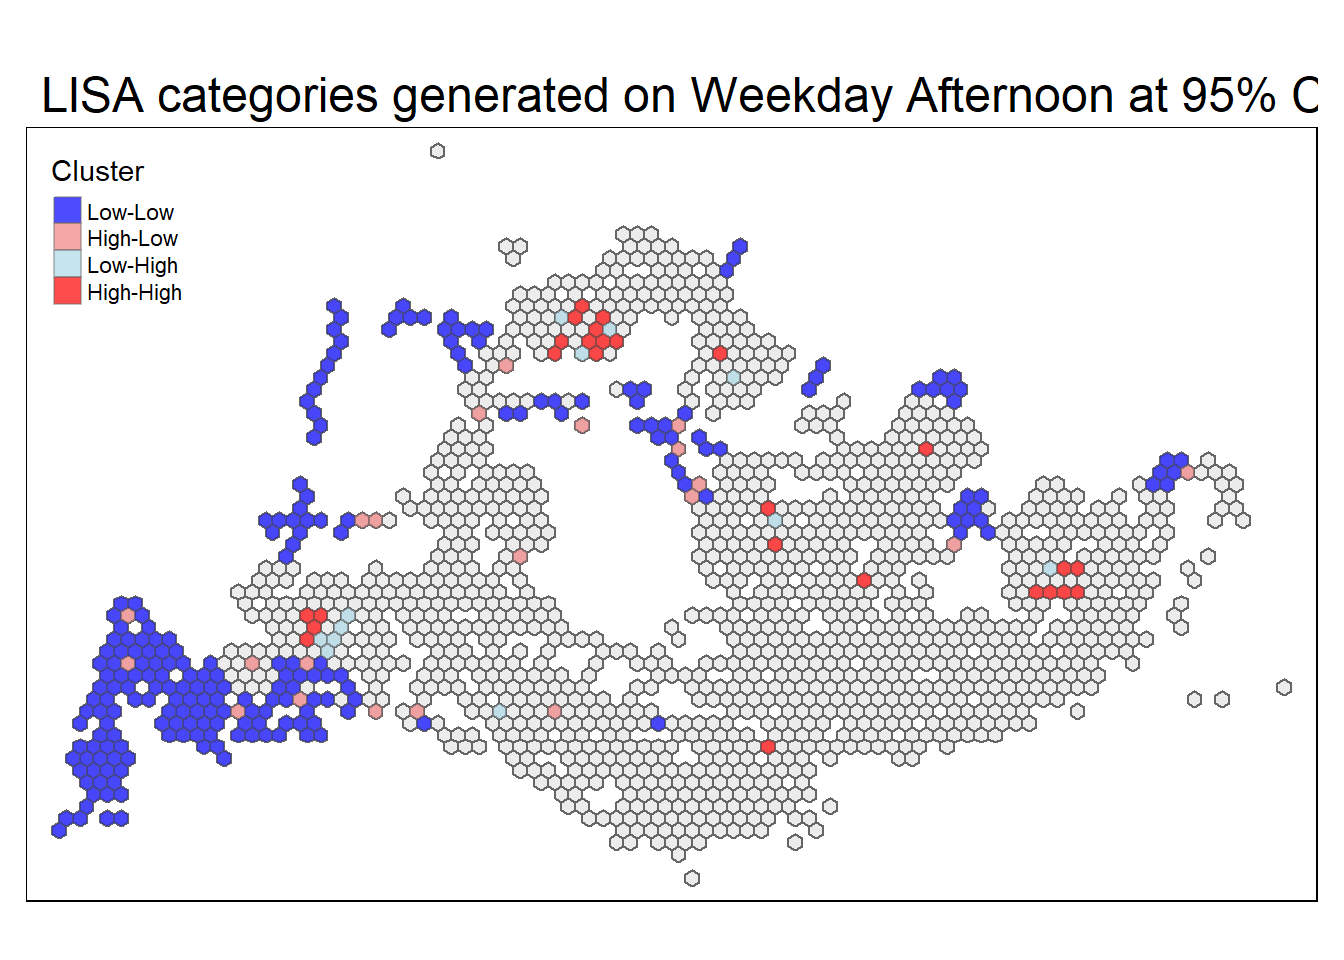 LISA categories generated on Weekday Afternoon at 95%
Cluster
Low-Low
High-Low
Low-High
High-High